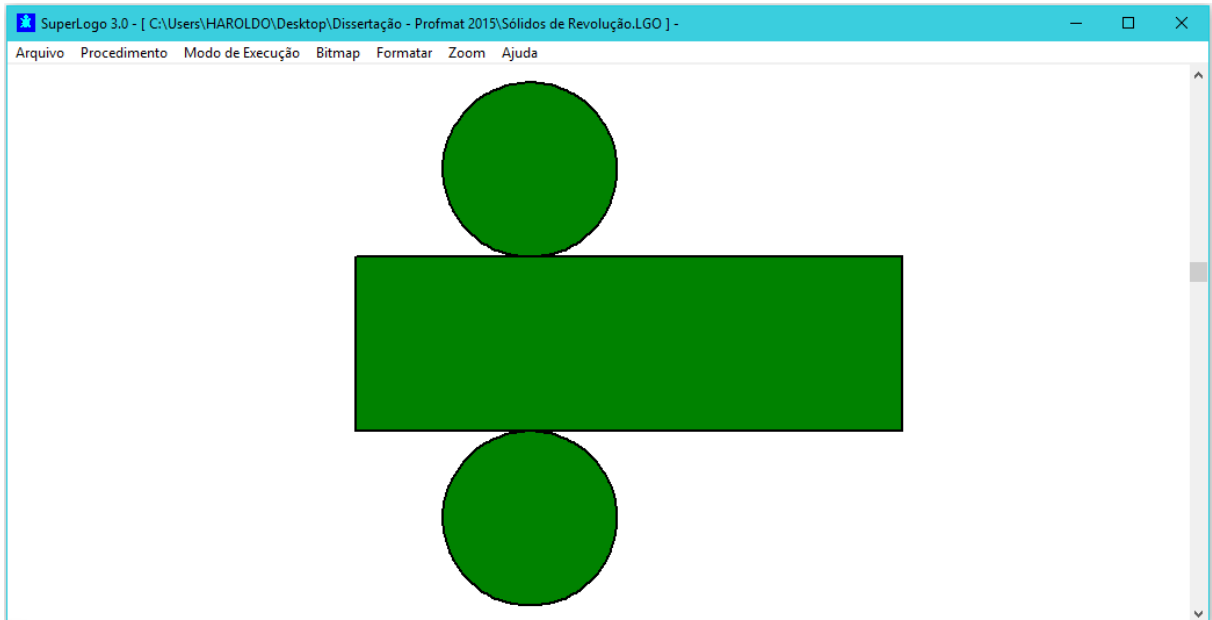 SuperLogo 3.0 - [ C:\Users\HAROLDO\Desktop\Dissertação - Profmat 2015\Sólidos de Revolução.LGO ] -
Arquivo Procedimento Modo de Execução Bitmap Formatar Zoom Ajuda